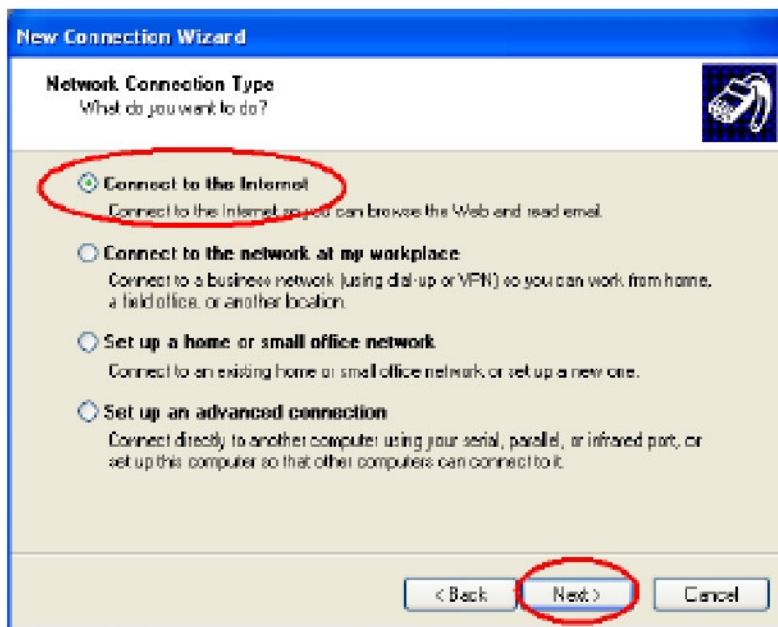 New Connection Wizard
Network Connection Type
What do you want to do?
Connect to the Internet
Connect to the Internet so you can browse the Web and read email.
Connect to the network at my workplace
Connect to a business network (using dial-up or VPN) so you can work from home,
a field office, or another location.
Set up a home or small office network
Connect to an existing home or small office network or set up a new one.
Set up an advanced connection
Connect directly to another computer using your serial, parallel, or infrared port, or
set up this computer so that other computers can connect to it.
< Back
Next >
Cancel